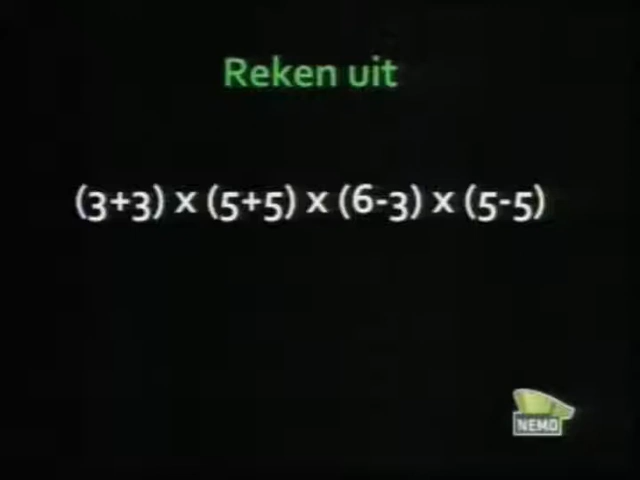 Reken uit
(3+3) x (5+5) x (6-3) x (5-5)
NEMO